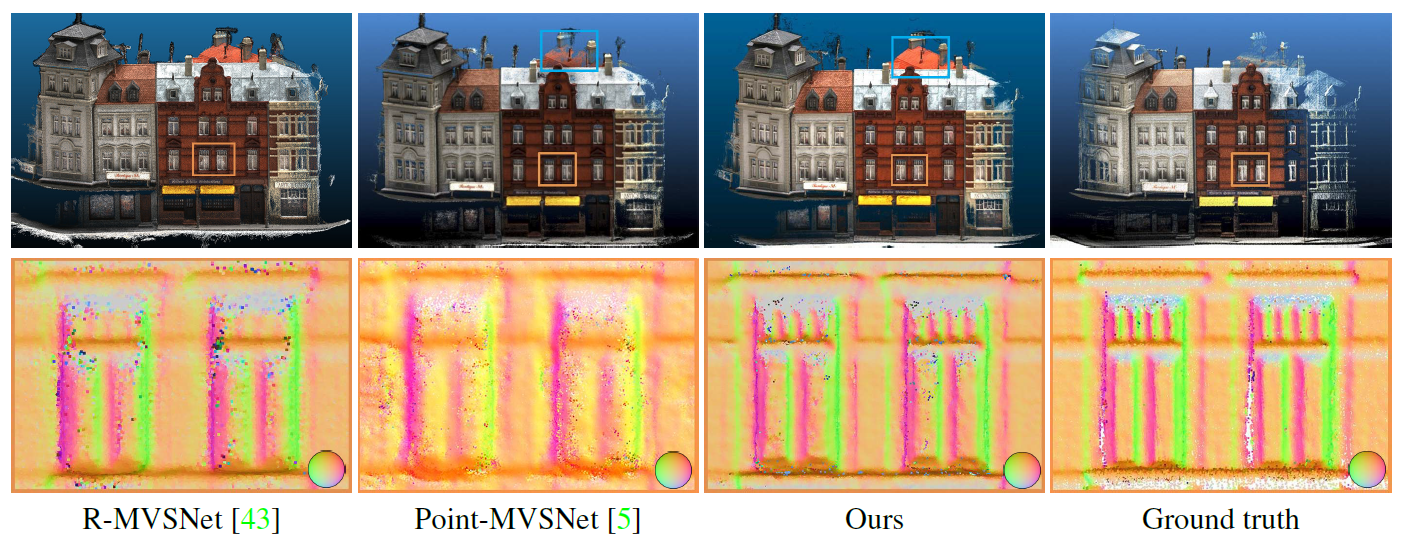 R-MVSNet [43]
Point-MVSNet [5]
Ours
Ground truth